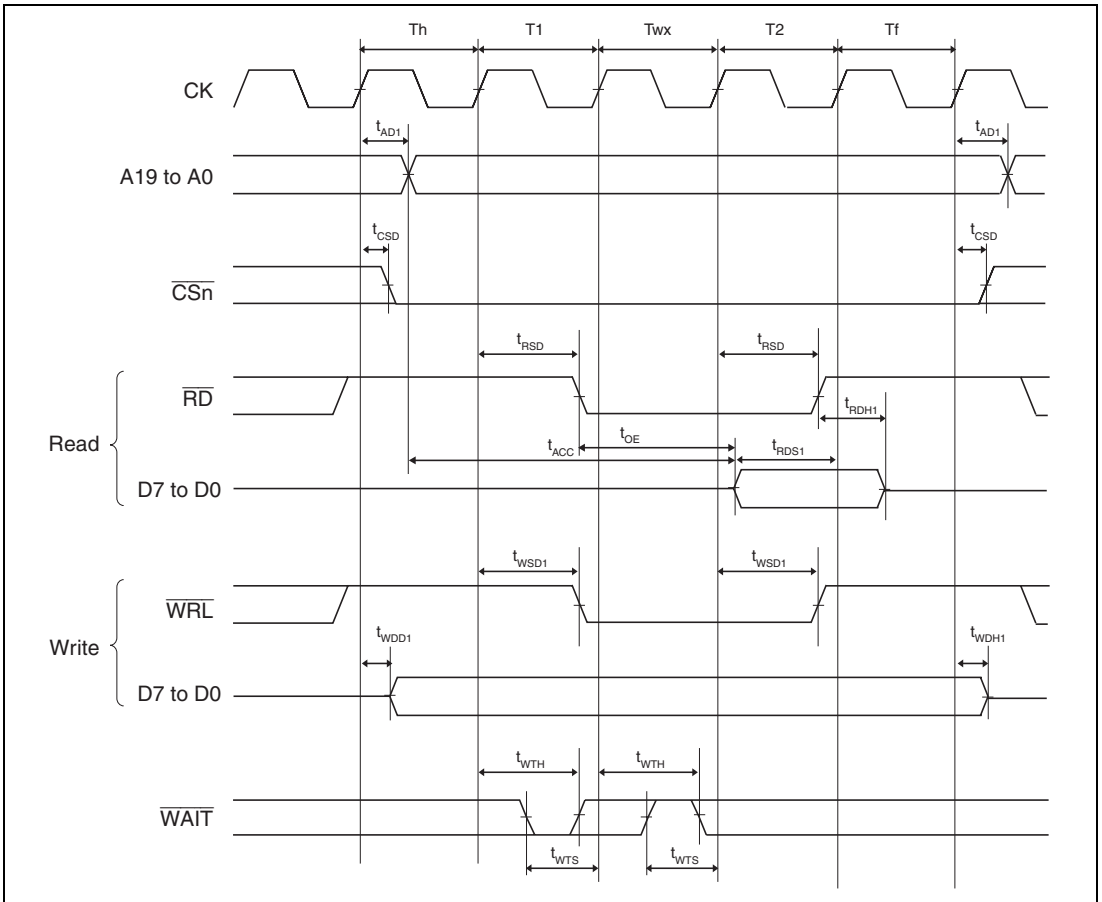 Th T1 Twx T2 Tf
CK
tAD1 tAD1
A19 to A0
tCSD tCSD
CSn
tRSD tRSD
RD
tRDH1
Read
tOE
tACC tRDS1
D7 to D0
tWSD1 tWSD1
WRL
tWDD1 tWDH1
Write
D7 to D0
tWTH tWTH
WAIT
tWTS tWTS